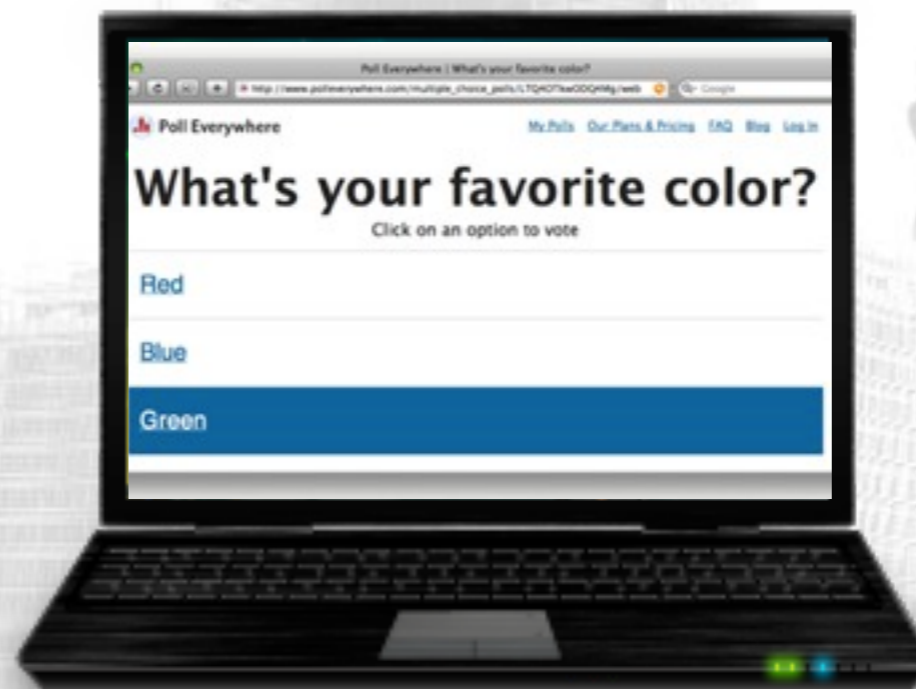 Poll Everywhere | What's your favorite color?
Google
Poll Everywhere
My Polls Our Plans & Pricing FAQ Blog Log In
What's your favorite color?
Click on an option to vote
Red
Blue
Green